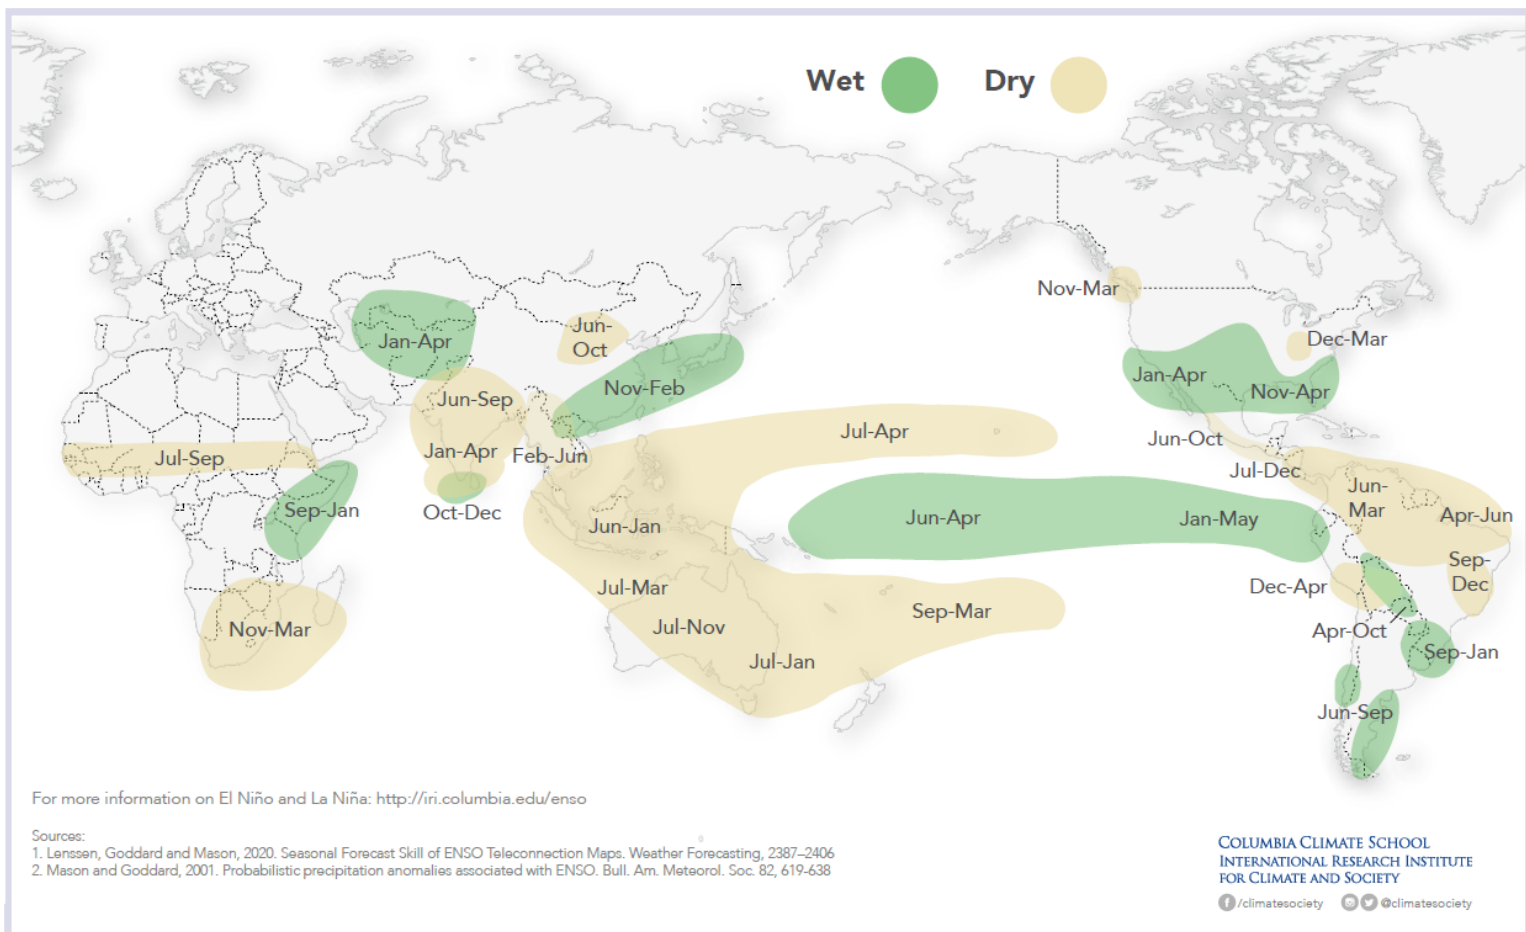 Wet
Dry
Nov-Mar
Jun-
Oct
Jan-Apr
Dec-Mar
Jan-Apr
Nov-Feb
Nov-Apr
Jun-Sep
Jul-Apr
Jun-Oct
Jan-Apr
Feb-Jun
Jul-Sep
Jul-Dec
Jun-
Mar
Sep-Jan
Oct-Dec
Jun-Jan
Jun-Apr
Jan-May
Apr-Jun
Sep-
Dec
Jul-Mar
Dec-Apr
Sep-Mar
Nov-Mar
Jul-Nov
Apr-Oct
Sep-Jan
Jul-Jan
Jun-Sep
For more information on El Niño and La Niña: http://iri.columbia.edu/enso
Sources:
1. Lenssen, Goddard and Mason, 2020. Seasonal Forecast Skill of ENSO Teleconnection Maps. Weather Forecasting, 2387–2406
2. Mason and Goddard, 2001. Probabilistic precipitation anomalies associated with ENSO. Bull. Am. Meteorol. Soc. 82, 619-638
COLUMBIA CLIMATE SCHOOL
INTERNATIONAL RESEARCH INSTITUTE
FOR CLIMATE AND SOCIETY
/climatesociety @climatesociety